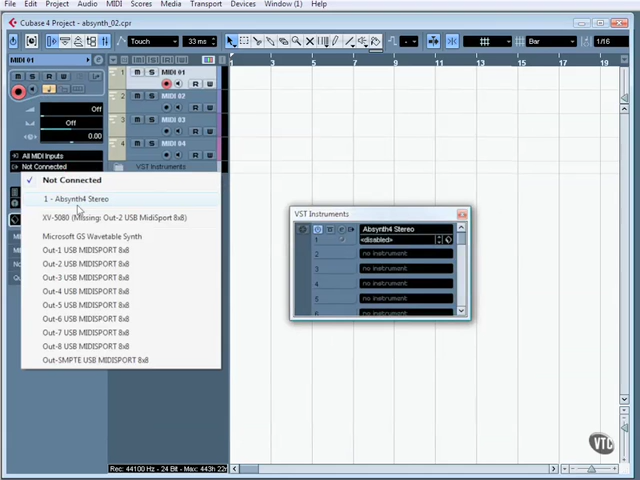 File Edit Project Audio MIDI Scores Media Transport Devices Window (1) Help
Cubase 4 Project - absynth_02.cpr
Touch 33 ms Bar 1/16
MIDI 01
1 3 5 7 9 11 13 15 17 19
M S
Off
Off
0.00
All MIDI Inputs
Not Connected
1 M S MIDI 01
R W
2 M S MIDI 02
R W
3 M S MIDI 03
R W
4 M S MIDI 04
R W
VST Instruments
Not Connected
1 - Absynth4 Stereo
XV-5080 (Missing: Out-2 USB MidiSport 8x8)
Microsoft GS Wavetable Synth
Out-1 USB MIDISPORT 8x8
Out-2 USB MIDISPORT 8x8
Out-3 USB MIDISPORT 8x8
Out-4 USB MIDISPORT 8x8
Out-5 USB MIDISPORT 8x8
Out-6 USB MIDISPORT 8x8
Out-7 USB MIDISPORT 8x8
Out-8 USB MIDISPORT 8x8
Out-SMPTE USB MIDISPORT 8x8
VST Instruments
Absynth4 Stereo
1 <disabled>
2 no instrument
3 no instrument
4 no instrument
5 no instrument
6 no instrument
VTC
Rec: 44100 Hz - 24 Bit - Max: 443h 22r